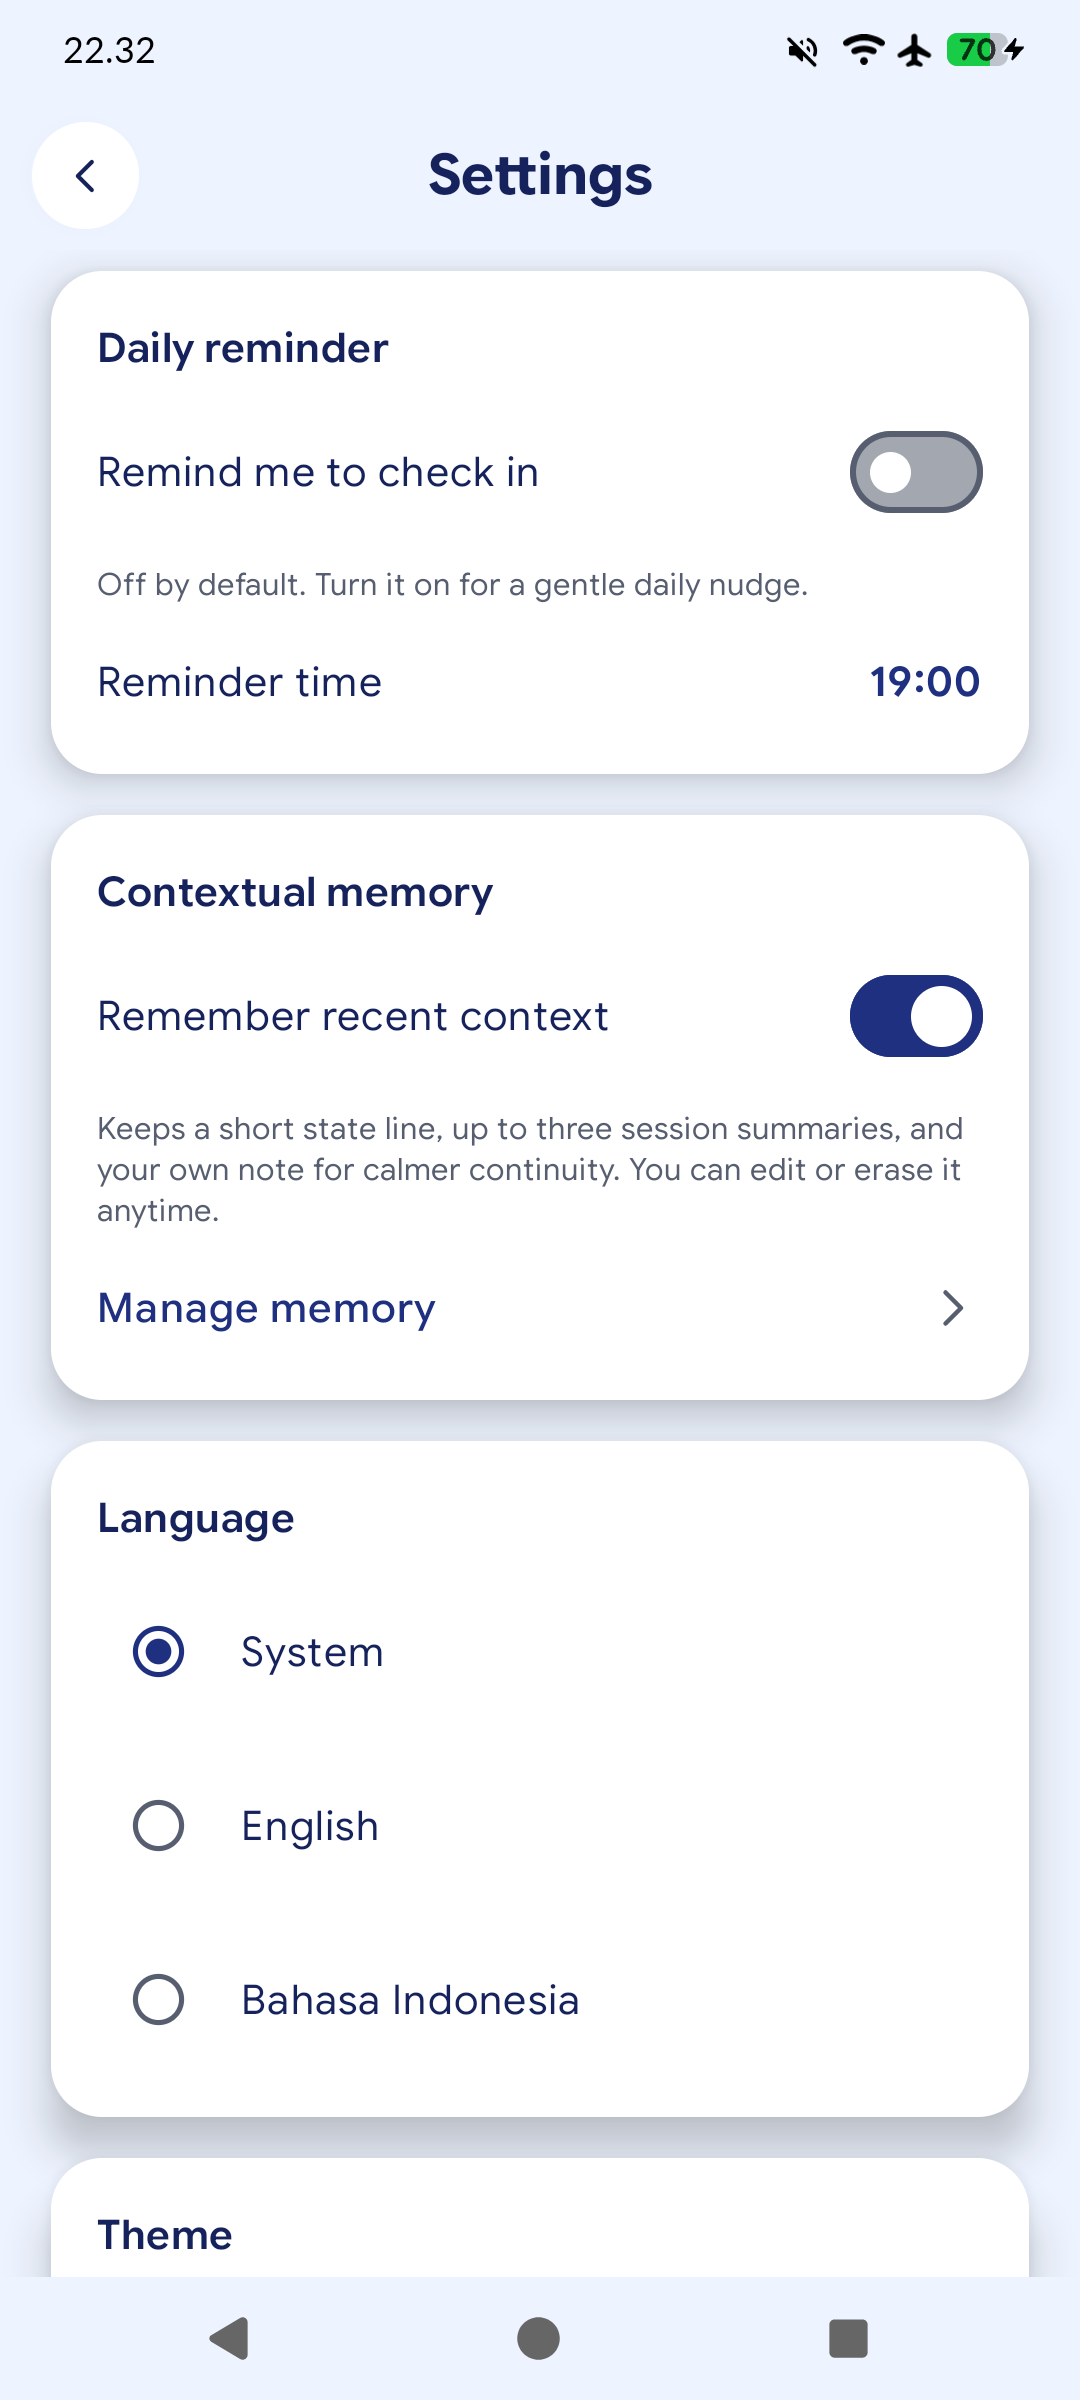 22.32
70
Settings
Daily reminder
Remind me to check in
Off by default. Turn it on for a gentle daily nudge.
Reminder time
19:00
Contextual memory
Remember recent context
Keeps a short state line, up to three session summaries, and
your own note for calmer continuity. You can edit or erase it
anytime.
Manage memory
Language
System
English
Bahasa Indonesia
Theme